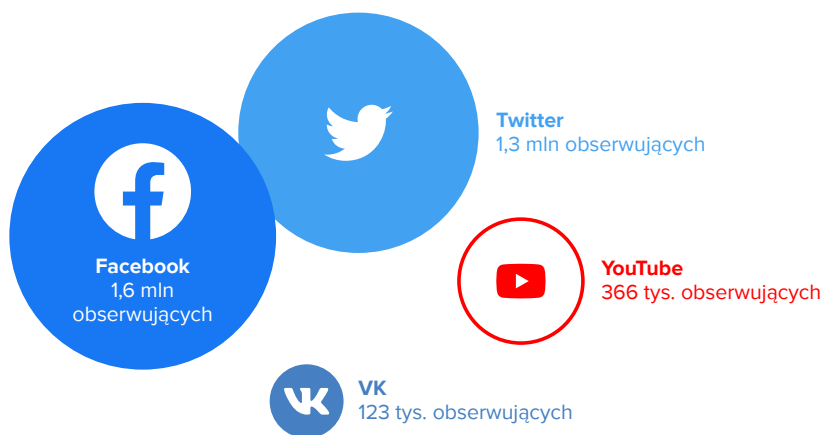 Twitter
1,3 mln obserwujących
Facebook
1,6 mln
obserwujących
YouTube
366 tys. obserwujących
VK
123 tys. obserwujących